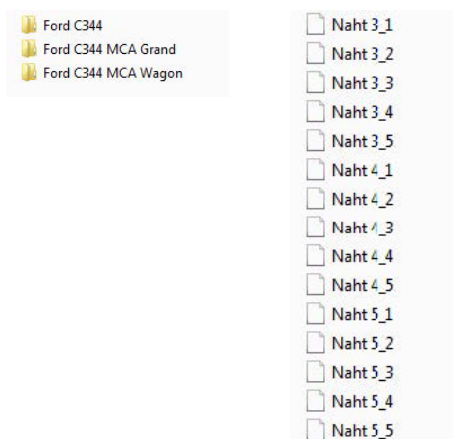 Ford C344
Ford C344 MCA Grand
Ford C344 MCA Wagon
Naht 3_1
Naht 3_2
Naht 3_3
Naht 3_4
Naht 3_5
Naht 4_1
Naht 4_2
Naht 4_3
Naht 4_4
Naht 4_5
Naht 5_1
Naht 5_2
Naht 5_3
Naht 5_4
Naht 5_5